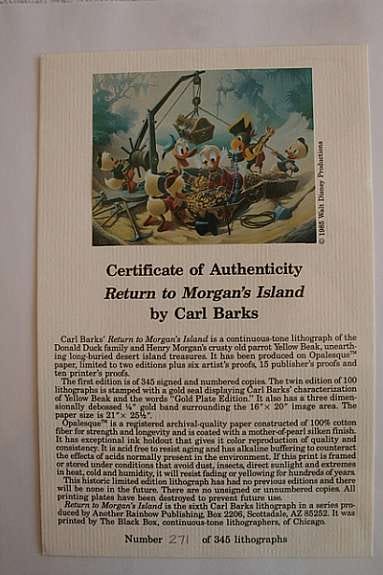 © 1985 Walt Disney Productions
Certificate of Authenticity
Return to Morgan's Island
by Carl Barks
Carl Barks' Return to Morgan's Island is a continuous-tone lithograph of the
Donald Duck family and Henry Morgan's crusty old parrot Yellow Beak, unearth-
ing long-buried desert island treasures. It has been produced on Opalesque™
paper, limited to two editions plus six artist's proofs, 15 publisher's proofs and
ten printer's proofs.
The first edition is of 345 signed and numbered copies. The twin edition of 100
lithographs is stamped with a gold seal displaying Carl Barks' characterization
of Yellow Beak and the words "Gold Plate Edition." It also has a three dimen-
sionally debossed ¼" gold band surrounding the 16" × 20" image area. The
paper size is 21" × 25¼".
Opalesque™ is a registered archival-quality paper constructed of 100% cotton
fiber for strength and longevity and is coated with a mother-of-pearl silken finish.
It has exceptional ink holdout that gives it color reproduction of quality and
consistency. It is acid free to resist aging and has alkaline buffering to counteract
the effects of acids normally present in the environment. If this print is framed
or stored under conditions that avoid dust, insects, direct sunlight and extremes
in heat, cold and humidity, it will resist fading or yellowing for hundreds of years.
This historic limited edition lithograph has had no previous editions and there
will be none in the future. There are no unsigned or unnumbered copies. All
printing plates have been destroyed to prevent future use.
Return to Morgan's Island is the sixth Carl Barks lithograph in a series pro-
duced by Another Rainbow Publishing, Box 2206, Scottsdale, AZ 85252. It was
printed by The Black Box, continuous-tone lithographers, of Chicago.
Number 271 of 345 lithographs